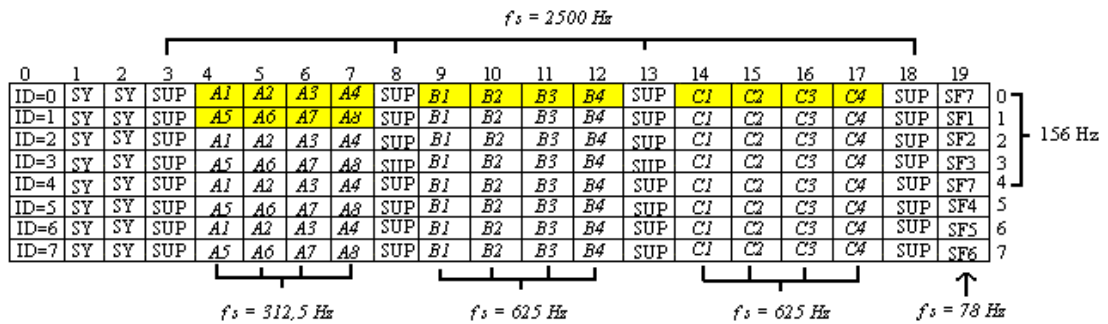 fs = 2500 Hz
0 1 2 3 4 5 6 7 8 9 10 11 12 13 14 15 16 17 18 19
ID=0 SY SY SUP A1 A2 A3 A4 SUP B1 B2 B3 B4 SUP C1 C2 C3 C4 SUP SF7 0
ID=1 SY SY SUP A5 A6 A7 A8 SUP B1 B2 B3 B4 SUP C1 C2 C3 C4 SUP SF1 1
156 Hz
ID=2 SY SY SUP A1 A2 A3 A4 SUP B1 B2 B3 B4 SUP C1 C2 C3 C4 SUP SF2 2
ID=3 SY SY SUP A5 A6 A7 A8 SUP B1 B2 B3 B4 SUP C1 C2 C3 C4 SUP SF3 3
ID=4 SY SY SUP A1 A2 A3 A4 SUP B1 B2 B3 B4 SUP C1 C2 C3 C4 SUP SF7 4
ID=5 SY SY SUP A5 A6 A7 A8 SUP B1 B2 B3 B4 SUP C1 C2 C3 C4 SUP SF4 5
ID=6 SY SY SUP A1 A2 A3 A4 SUP B1 B2 B3 B4 SUP C1 C2 C3 C4 SUP SF5 6
ID=7 SY SY SUP A5 A6 A7 A8 SUP B1 B2 B3 B4 SUP C1 C2 C3 C4 SUP SF6 7
fs = 312,5 Hz fs = 625 Hz fs = 625 Hz fs = 78 Hz